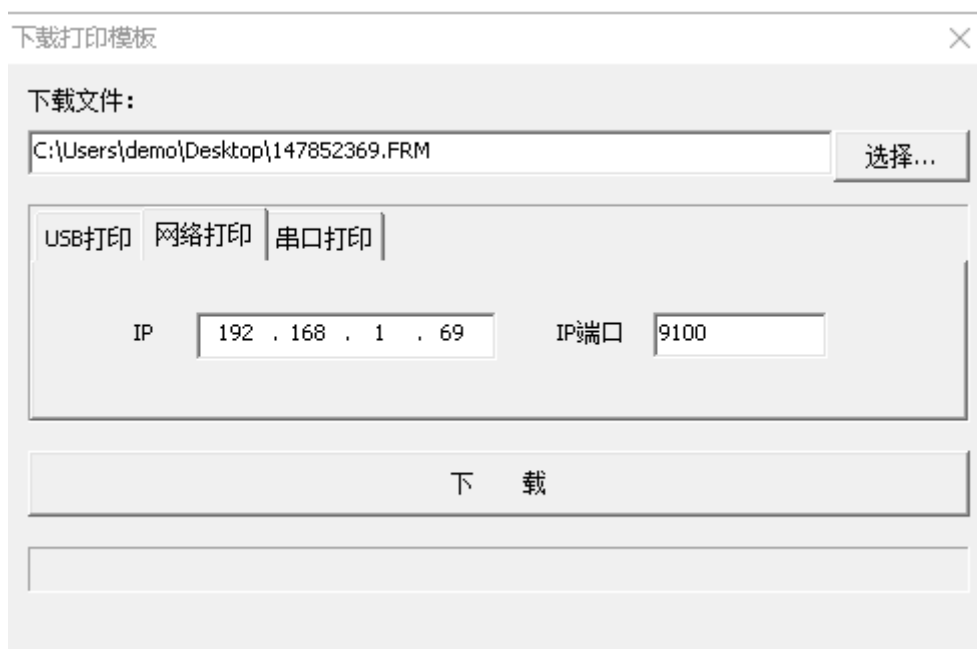 下载打印模板
下载文件:
C:\Users\demo\Desktop\147852369.FRM 选择...
USB打印 网络打印 串口打印
IP 192 . 168 . 1 . 69 IP端口 9100
下 载